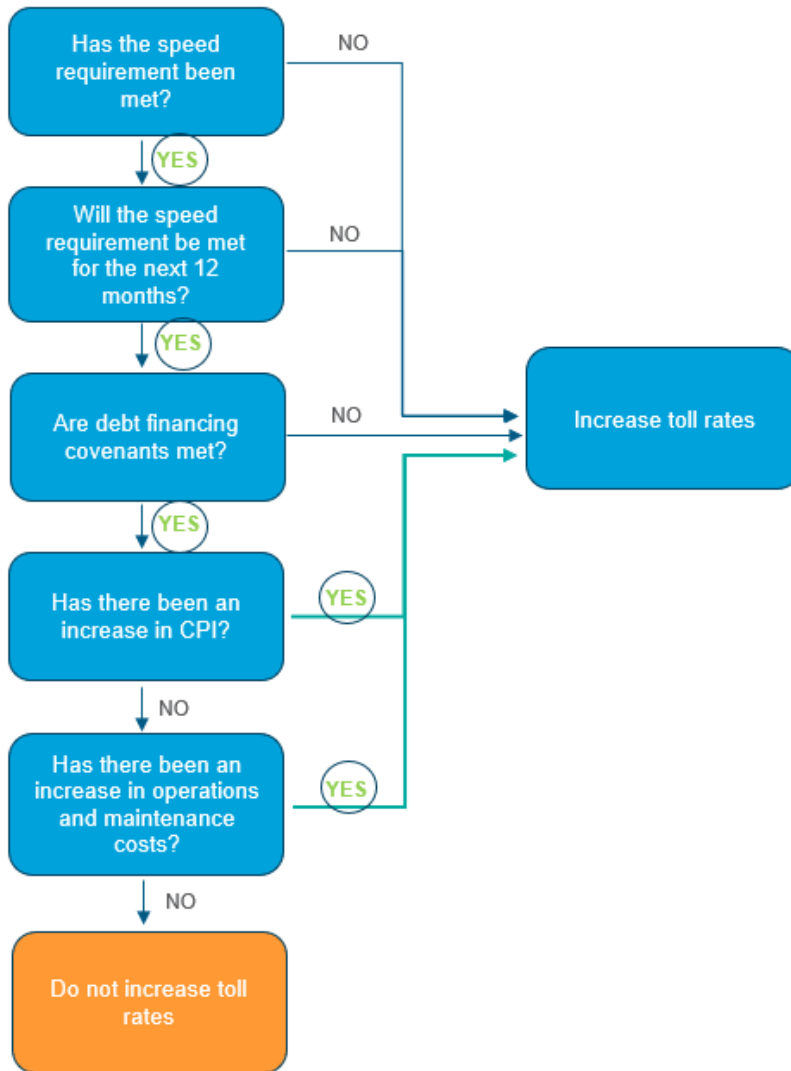 Has the speed
requirement been
met?
NO
YES
Will the speed
requirement be met
for the next 12
months?
NO
YES
Are debt financing
covenants met?
NO
Increase toll rates
YES
Has there been an
increase in CPI?
YES
NO
Has there been an
increase in operations
and maintenance
costs?
YES
NO
Do not increase toll
rates